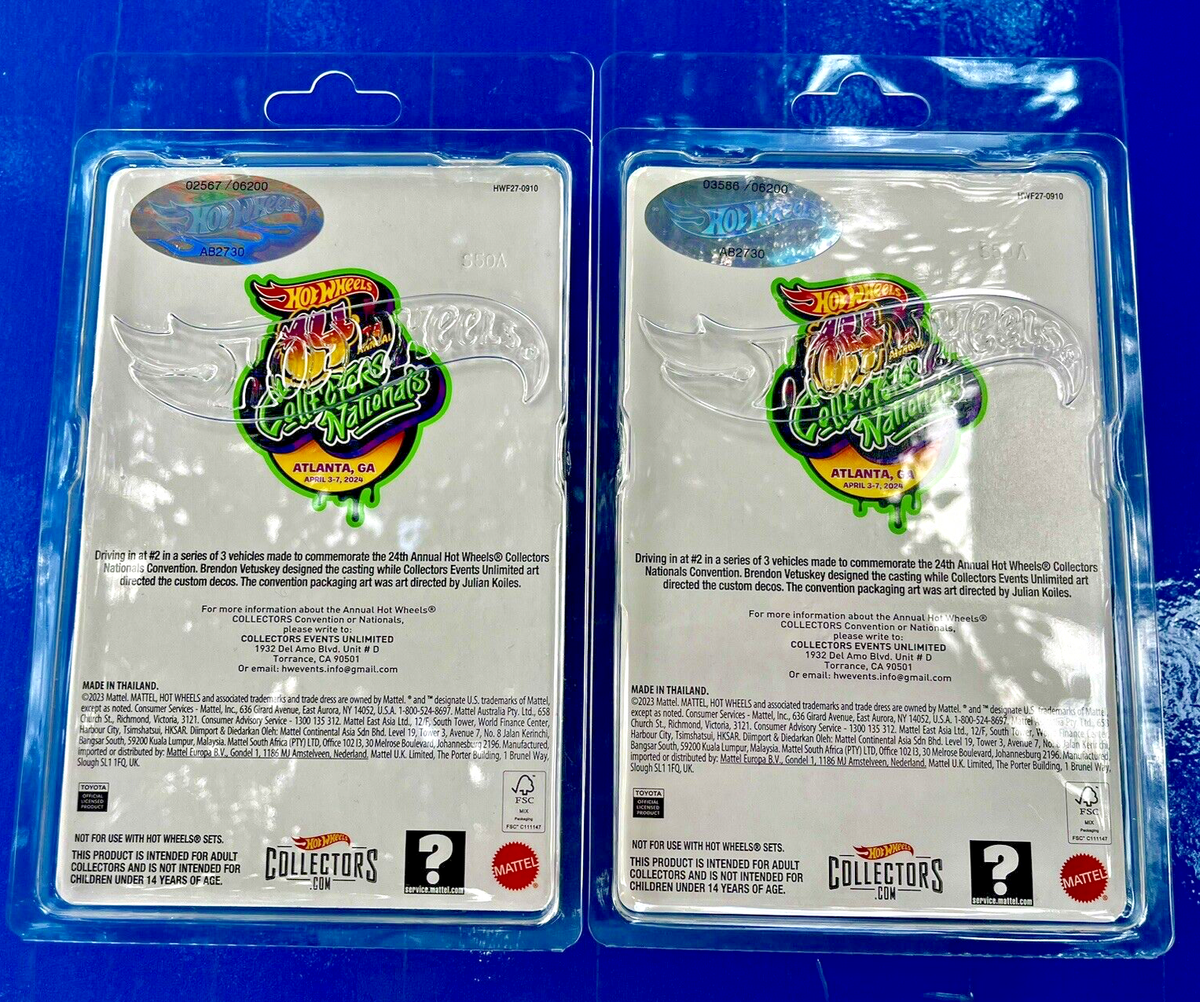 02567 /06200
HOT WHEELS
AB2730
HWF27-0910
HOT WHEELS
ANNUAL
Collectors
Nationals
ATLANTA, GA
APRIL 3-7, 2024
Driving in at #2 in a series of 3 vehicles made to commemorate the 24th Annual Hot Wheels® Collectors
Nationals Convention. Brendon Vetuskey designed the casting while Collectors Events Unlimited art
directed the custom decos. The convention packaging art was art directed by Julian Koiles.
For more information about the Annual Hot Wheels®
COLLECTORS Convention or Nationals,
please write to:
COLLECTORS EVENTS UNLIMITED
1932 Del Amo Blvd. Unit # D
Torrance, CA 90501
Or email: hwevents.info@gmail.com
MADE IN THAILAND.
©2023 Mattel. MATTEL, HOT WHEELS and associated trademarks and trade dress are owned by Mattel. ® and ™ designate U.S. trademarks of Mattel,
except as noted. Consumer Services - Mattel, Inc., 636 Girard Avenue, East Aurora, NY 14052, U.S.A. 1-800-524-8697. Mattel Australia Pty. Ltd., 658
Church St., Richmond, Victoria, 3121. Consumer Advisory Service - 1300 135 312. Mattel East Asia Ltd., 12/F, South Tower, World Finance Center,
Harbour City, Tsimshatsui, HKSAR. Diimport & Diedarkan Oleh: Mattel Continental Asia Sdn Bhd. Level 19, Tower 3, Avenue 7, No. 8 Jalan Kerinchi,
Bangsar South, 59200 Kuala Lumpur, Malaysia. Mattel South Africa (PTY) LTD, Office 102 I3, 30 Melrose Boulevard, Johannesburg 2196. Manufactured,
imported or distributed by: Mattel Europa B.V., Gondel 1, 1186 MJ Amstelveen, Nederland. Mattel U.K. Limited, The Porter Building, 1 Brunel Way,
Slough SL1 1FQ, UK.
TOYOTA
OFFICIAL
LICENSED
PRODUCT
FSC
MIX
Packaging
FSC® C111147
NOT FOR USE WITH HOT WHEELS® SETS.
THIS PRODUCT IS INTENDED FOR ADULT
COLLECTORS AND IS NOT INTENDED FOR
CHILDREN UNDER 14 YEARS OF AGE.
HOT WHEELS
COLLECTORS
.COM
?
service.mattel.com
MATTEL®
03586 /06200
HOT WHEELS
AB2730
HWF27-0910
HOT WHEELS
ANNUAL
Collectors
Nationals
ATLANTA, GA
APRIL 3-7, 2024
Driving in at #2 in a series of 3 vehicles made to commemorate the 24th Annual Hot Wheels® Collectors
Nationals Convention. Brendon Vetuskey designed the casting while Collectors Events Unlimited art
directed the custom decos. The convention packaging art was art directed by Julian Koiles.
For more information about the Annual Hot Wheels®
COLLECTORS Convention or Nationals,
please write to:
COLLECTORS EVENTS UNLIMITED
1932 Del Amo Blvd. Unit # D
Torrance, CA 90501
Or email: hwevents.info@gmail.com
MADE IN THAILAND.
©2023 Mattel. MATTEL, HOT WHEELS and associated trademarks and trade dress are owned by Mattel. ® and ™ designate U.S. trademarks of Mattel,
except as noted. Consumer Services - Mattel, Inc., 636 Girard Avenue, East Aurora, NY 14052, U.S.A. 1-800-524-8697. Mattel Pty. Ltd.,
Church St., Richmond, Victoria, 3121. Consumer Advisory Service - 1300 135 312. Mattel East Asia Ltd., 12/F, South Tower, World Finance Center,
Harbour City, Tsimshatsui, HKSAR. Diimport & Diedarkan Oleh: Mattel Continental Asia Sdn Bhd. Level 19, Tower 3, Avenue 7, No. Jalan Kerinchi,
Bangsar South, 59200 Kuala Lumpur, Malaysia. Mattel South Africa (PTY) LTD, Office 102 I3, 30 Melrose Boulevard, Johannesburg 2196. Manufactured,
imported or distributed by: Mattel Europa B.V., Gondel 1, 1186 MJ Amstelveen, Nederland. Mattel U.K. Limited, The Porter Building, 1 Brunel Way,
Slough SL1 1FQ, UK.
TOYOTA
OFFICIAL
LICENSED
PRODUCT
FSC
MIX
Packaging
FSC® C111147
NOT FOR USE WITH HOT WHEELS® SETS.
THIS PRODUCT IS INTENDED FOR ADULT
COLLECTORS AND IS NOT INTENDED FOR
CHILDREN UNDER 14 YEARS OF AGE.
HOT WHEELS
COLLECTORS
.COM
?
service.mattel.com
MATTEL®